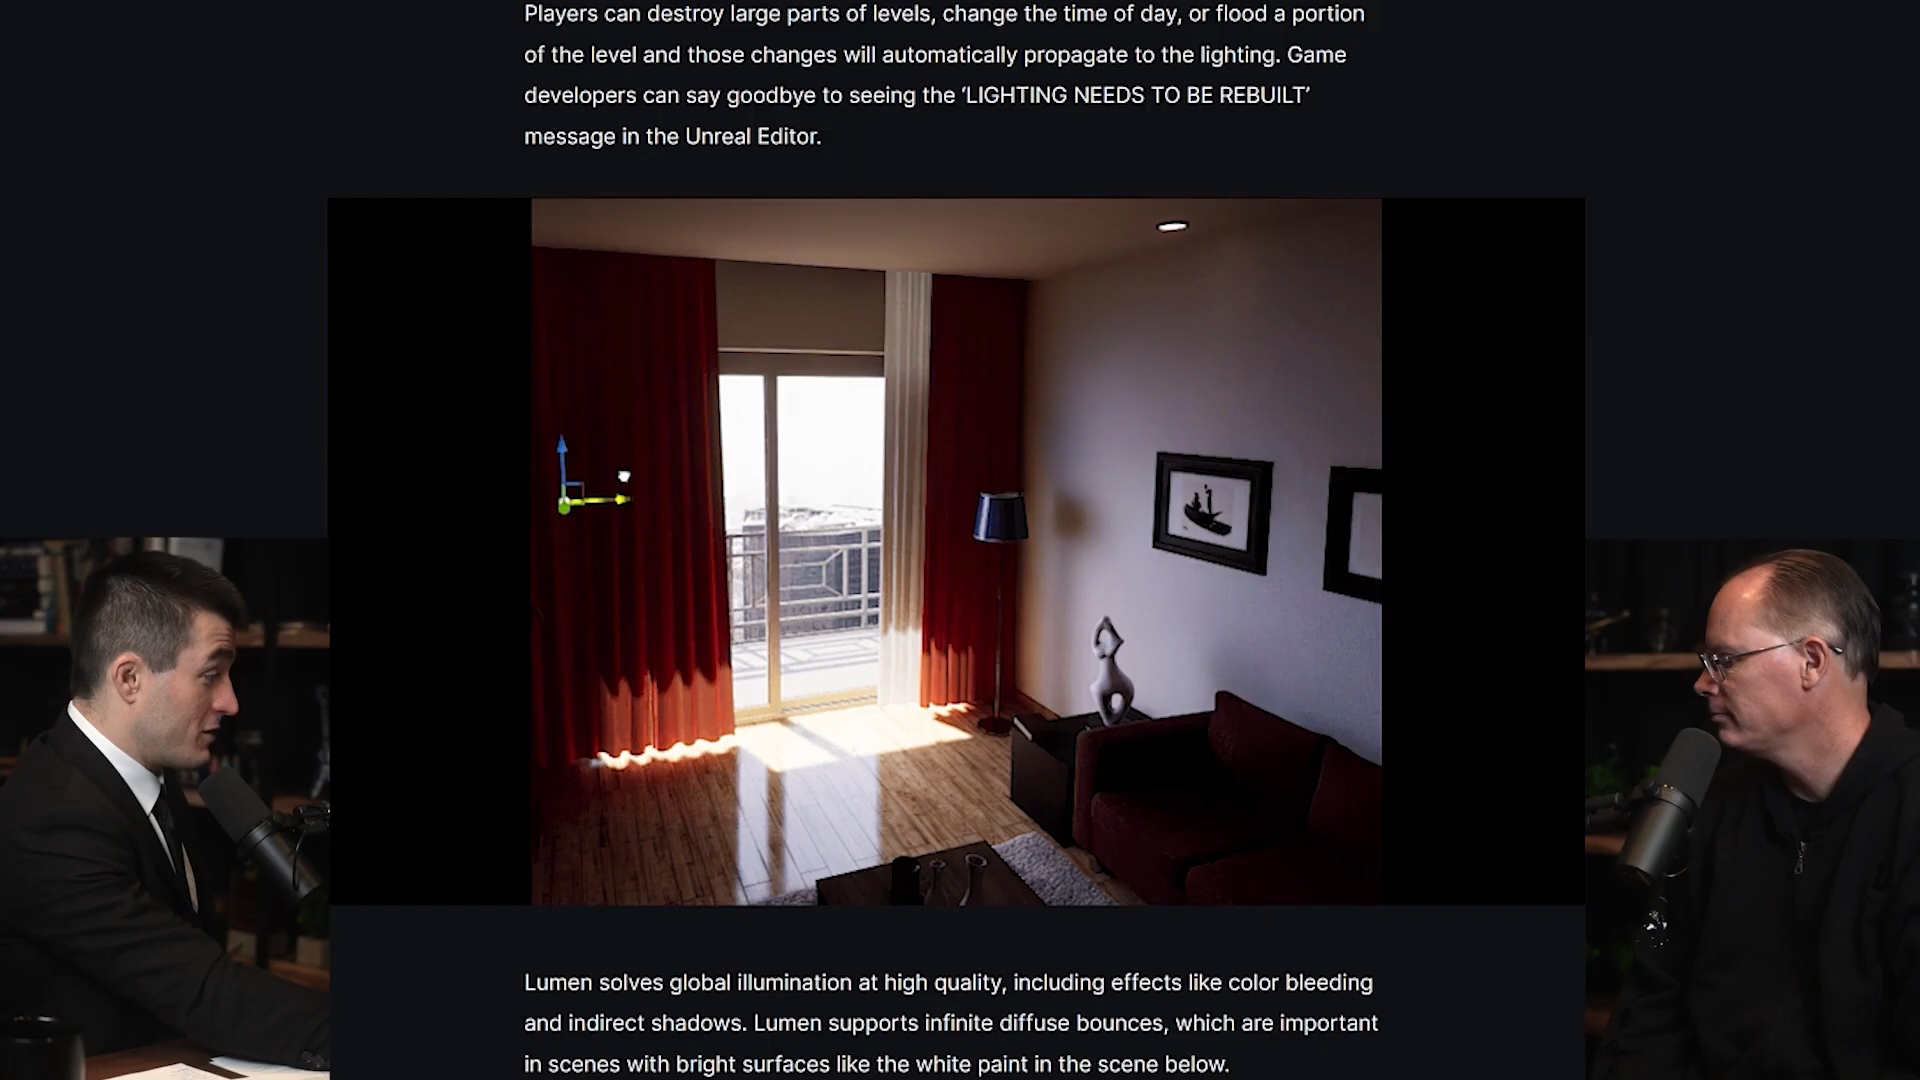 Players can destroy large parts of levels, change the time of day, or flood a portion
of the level and those changes will automatically propagate to the lighting. Game
developers can say goodbye to seeing the ‘LIGHTING NEEDS TO BE REBUILT’
message in the Unreal Editor.
Lumen solves global illumination at high quality, including effects like color bleeding
and indirect shadows. Lumen supports infinite diffuse bounces, which are important
in scenes with bright surfaces like the white paint in the scene below.